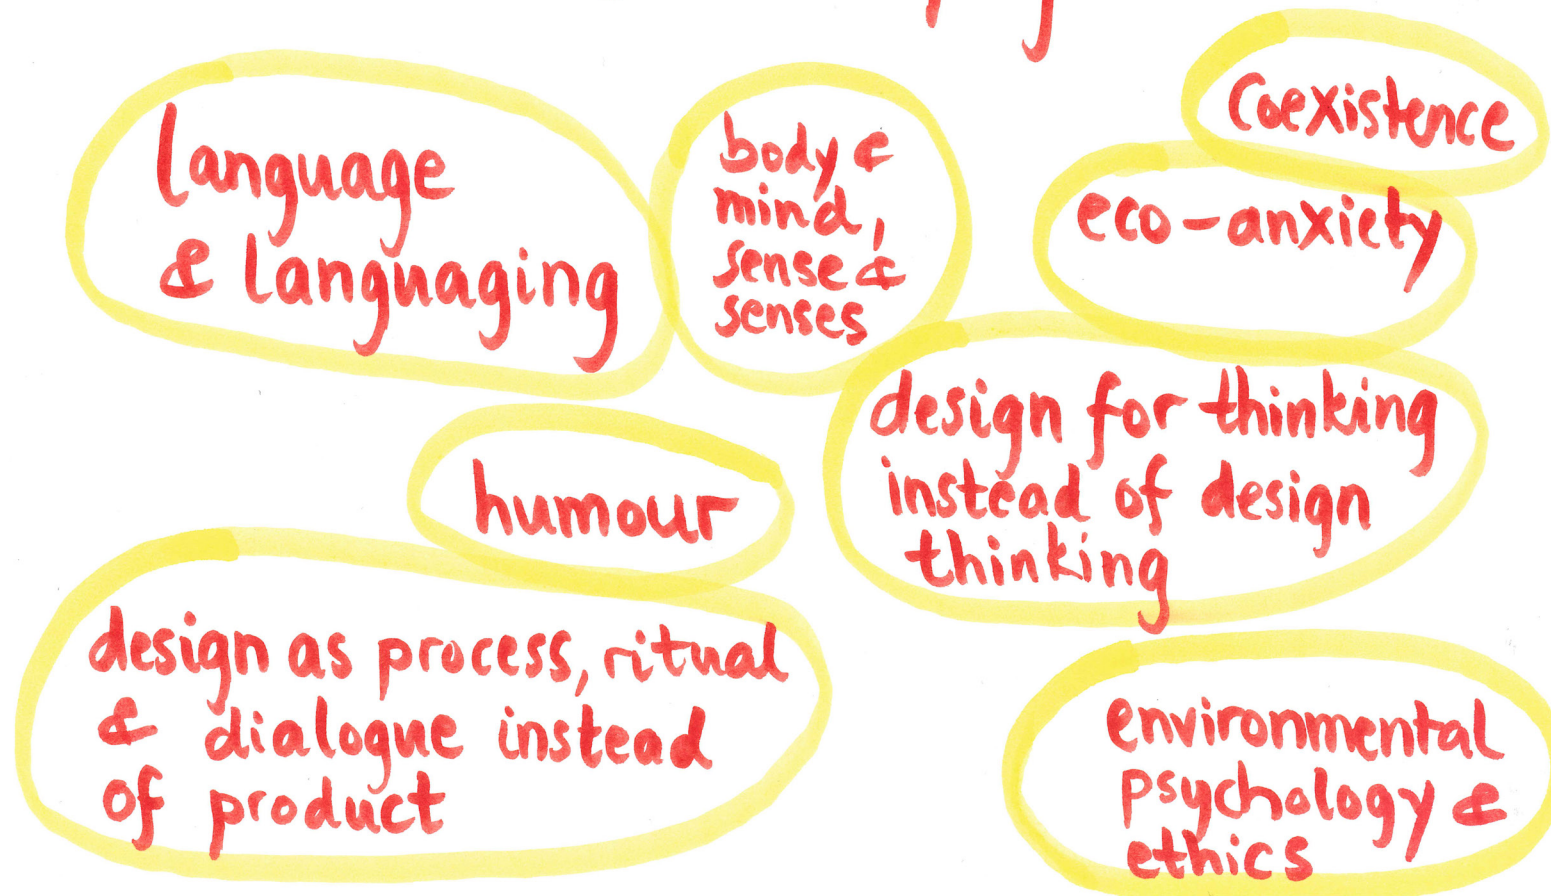 language
& languaging
body &
mind,
sense &
senses
coexistence
eco-anxiety
design for thinking
instead of design
thinking
humour
design as process, ritual
& dialogue instead
of product
environmental
psychology &
ethics